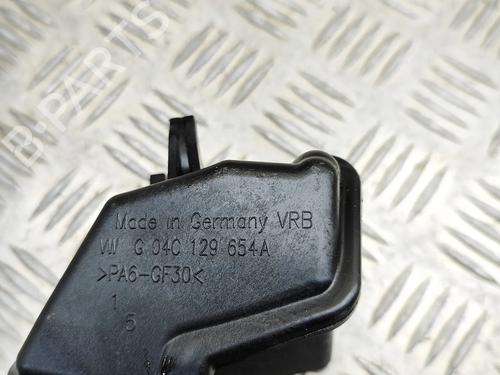 Made in Germany VRB
VW G 04C 129 654A
>PA6-GF30<
1
5
B-PARTS